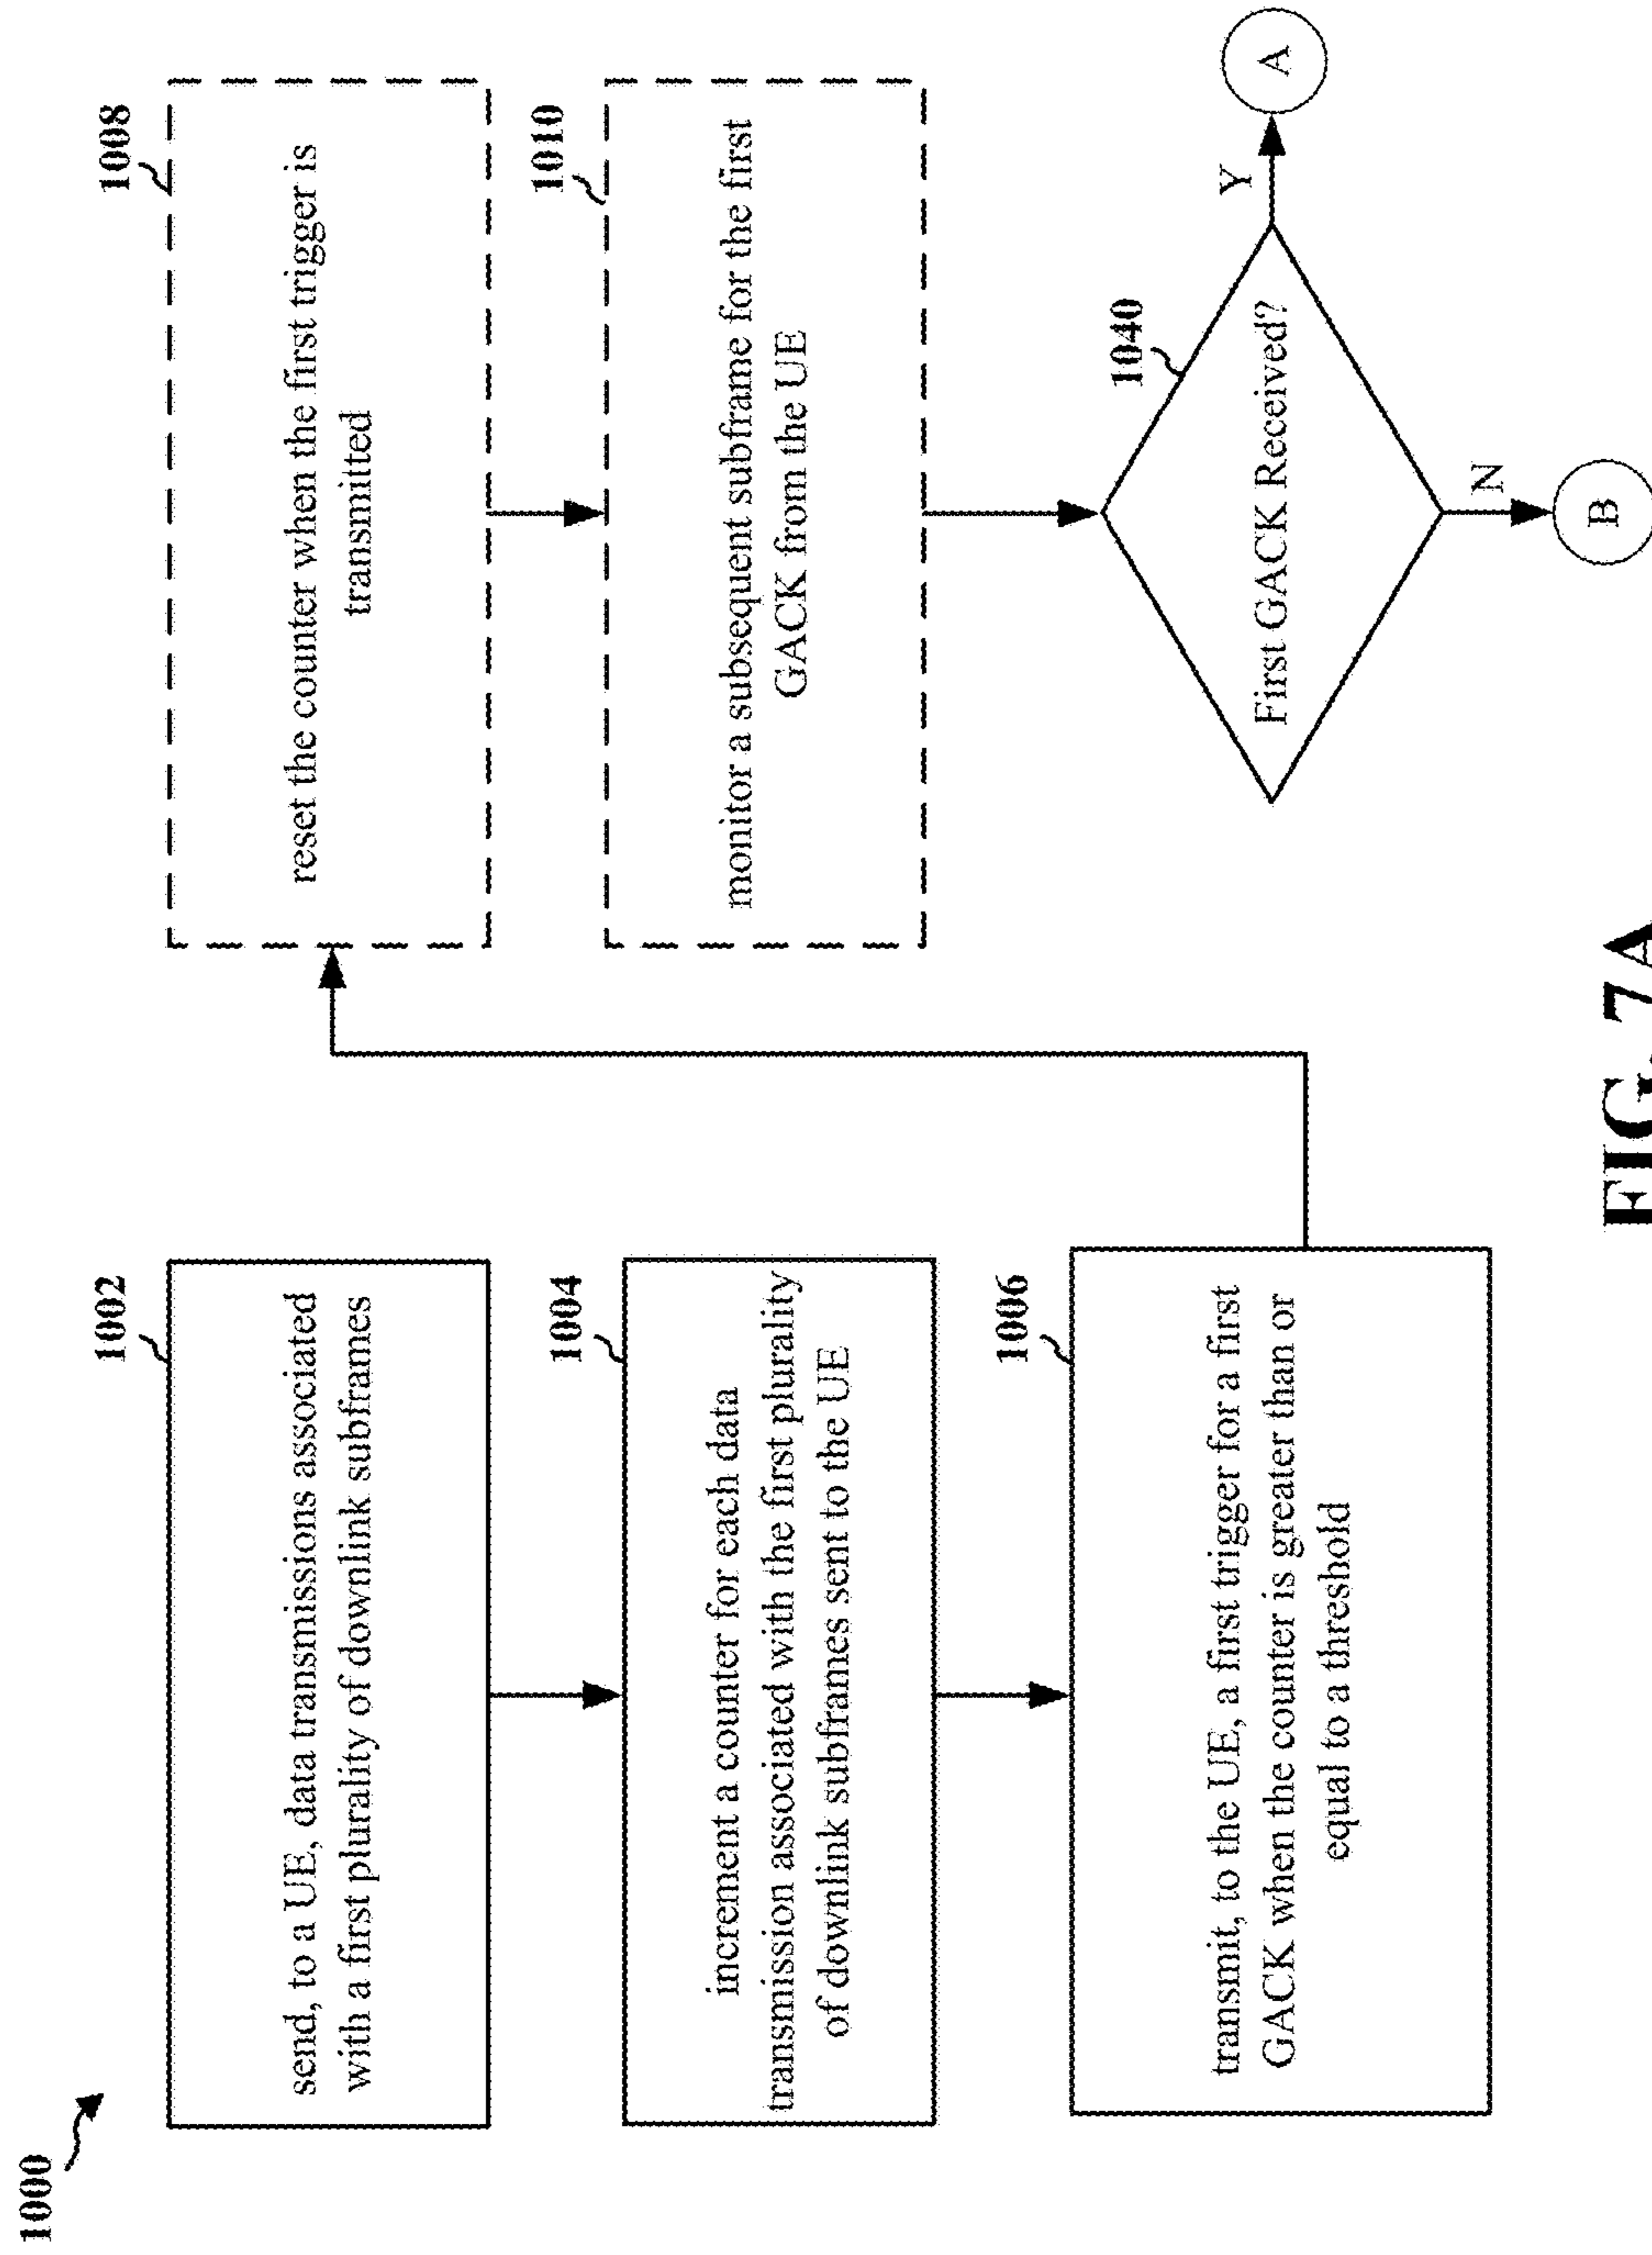 1000
1002
send, to a UE, data transmissions associated
with a first plurality of downlink subframes
1004
increment a counter for each data
transmission associated with the first plurality
of downlink subframes sent to the UE
1006
transmit, to the UE, a first trigger for a first
GACK when the counter is greater than or
equal to a threshold
1008
reset the counter when the first trigger is
transmitted
1010
monitor a subsequent subframe for the first
GACK from the UE
1040
First GACK Received?
Y
A
N
B
FIG. 7A